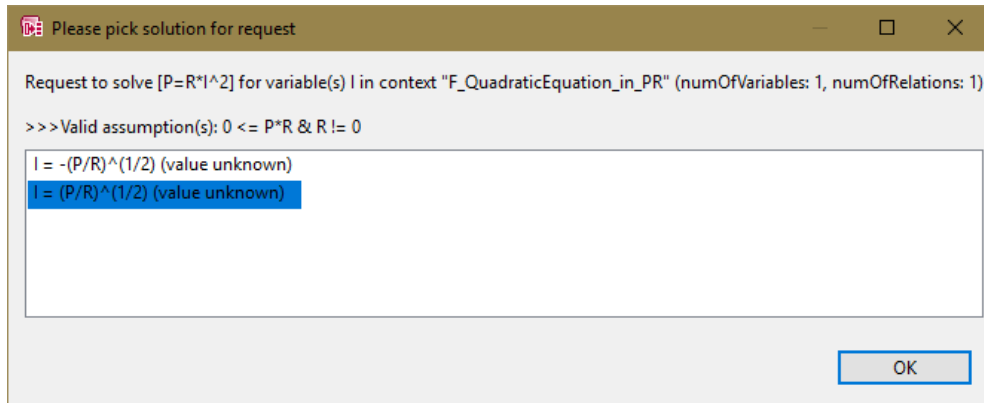 Please pick solution for request
Request to solve [P=R*I^2] for variable(s) I in context "F_QuadraticEquation_in_PR" (numOfVariables: 1, numOfRelations: 1)
>>>Valid assumption(s): 0 <= P*R & R != 0
I = -(P/R)^(1/2) (value unknown)
I = (P/R)^(1/2) (value unknown)
OK